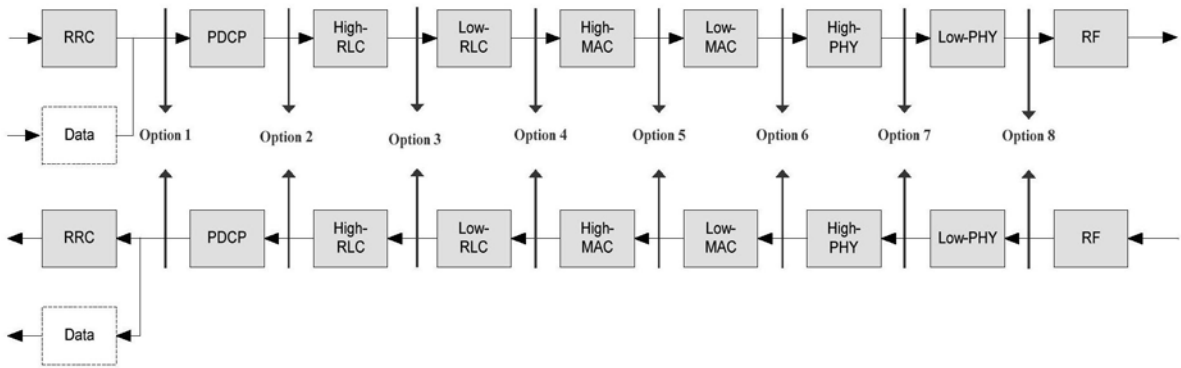 RRC
PDCP
High-
RLC
Low-
RLC
High-
MAC
Low-
MAC
High-
PHY
Low-PHY
RF
Data
Option 1
Option 2
Option 3
Option 4
Option 5
Option 6
Option 7
Option 8
RRC
PDCP
High-
RLC
Low-
RLC
High-
MAC
Low-
MAC
High-
PHY
Low-PHY
RF
Data